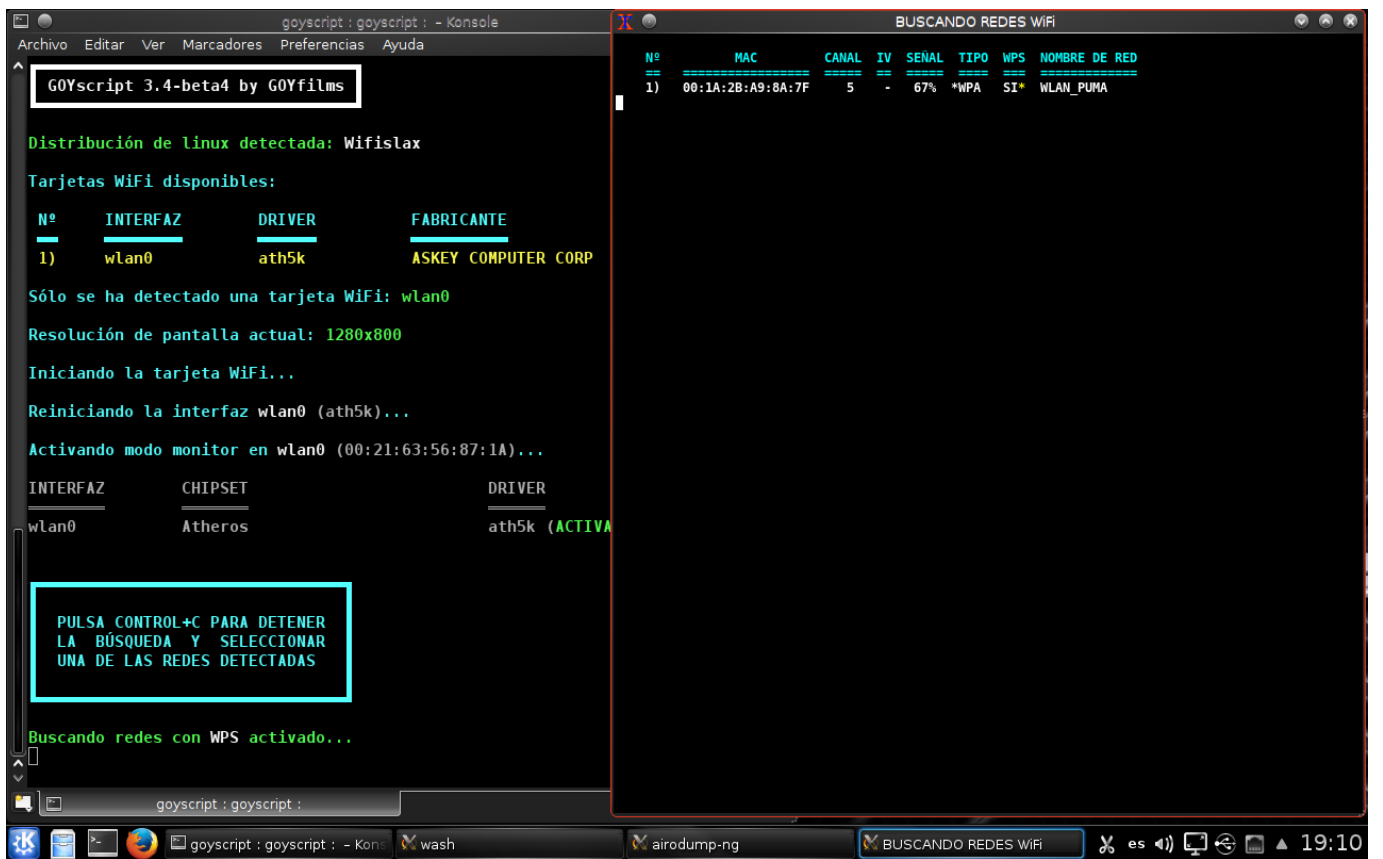 goyscript : goyscript : – Konsole
Archivo Editar Ver Marcadores Preferencias Ayuda
GOYscript 3.4-beta4 by GOYfilms
Distribución de linux detectada: Wifislax
Tarjetas WiFi disponibles:
Nº INTERFAZ DRIVER FABRICANTE
1) wlan0 ath5k ASKEY COMPUTER CORP
Sólo se ha detectado una tarjeta WiFi: wlan0
Resolución de pantalla actual: 1280x800
Iniciando la tarjeta WiFi...
Reiniciando la interfaz wlan0 (ath5k)...
Activando modo monitor en wlan0 (00:21:63:56:87:1A)...
INTERFAZ CHIPSET DRIVER
wlan0 Atheros ath5k (ACTIVA
PULSA CONTROL+C PARA DETENER
LA BÚSQUEDA Y SELECCIONAR
UNA DE LAS REDES DETECTADAS
Buscando redes con WPS activado...
goyscript : goyscript :
BUSCANDO REDES WiFi
Nº MAC CANAL IV SEÑAL TIPO WPS NOMBRE DE RED
== ================= ===== == ===== ==== === =============
1) 00:1A:2B:A9:8A:7F 5 - 67% *WPA SI* WLAN_PUMA
goyscript : goyscript : – Kons
wash
airodump-ng
BUSCANDO REDES WiFi
es
19:10